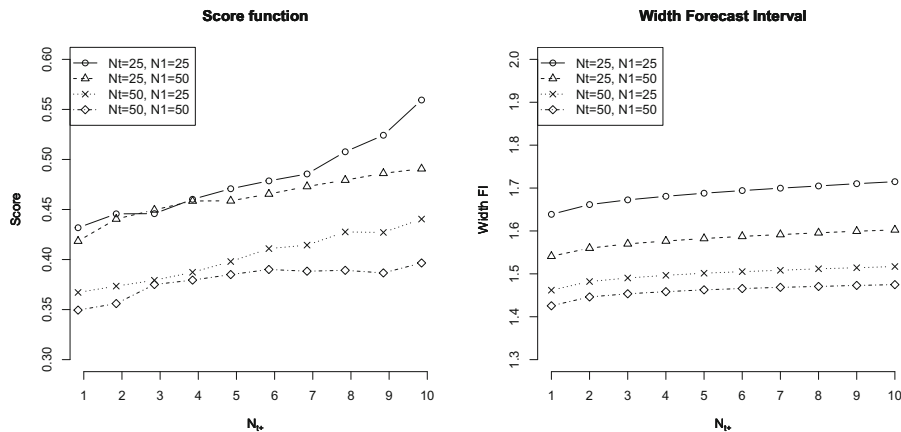 Score function
Nt=25, N1=25
Nt=25, N1=50
Nt=50, N1=25
Nt=50, N1=50
Score
0.60
0.55
0.50
0.45
0.40
0.35
0.30
1 2 3 4 5 6 7 8 9 10
Nt+
Width Forecast Interval
Nt=25, N1=25
Nt=25, N1=50
Nt=50, N1=25
Nt=50, N1=50
Width FI
2.0
1.9
1.8
1.7
1.6
1.5
1.4
1.3
1 2 3 4 5 6 7 8 9 10
Nt+